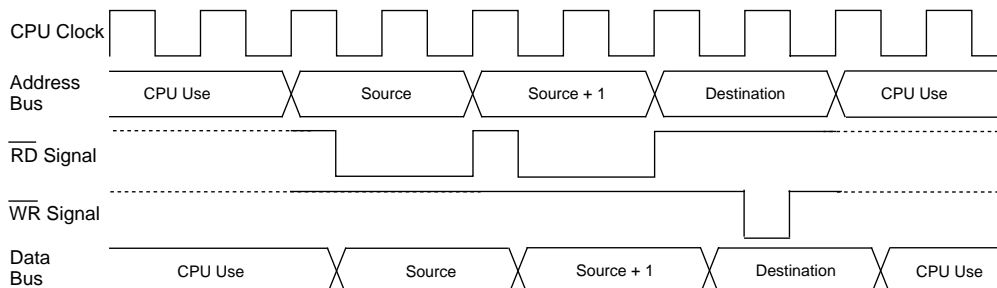 CPU Clock
Address
Bus
CPU Use Source Source + 1 Destination CPU Use
RD Signal
WR Signal
Data
Bus
CPU Use Source Source + 1 Destination CPU Use